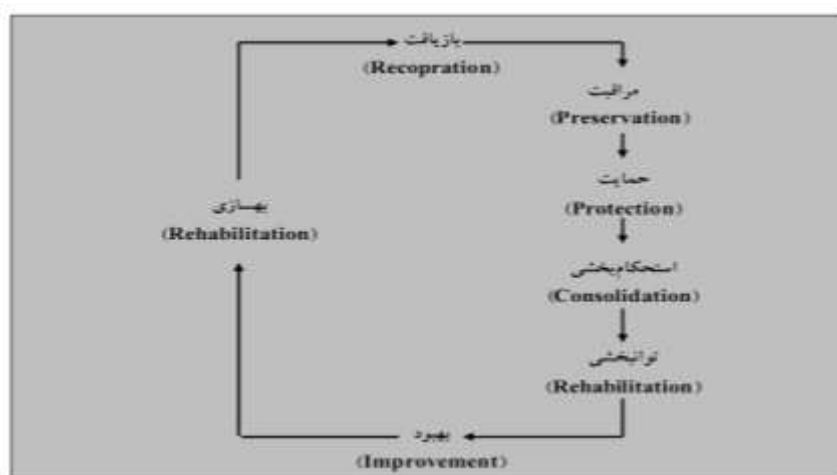 بازیافت
(Recopration)
مراقبت
(Preservation)
حمایت
(Protection)
استحکام‌بخشی
(Consolidation)
توانبخشی
(Rehabilitation)
بهبود
(Improvement)
بهسازی
(Rehabilitation)